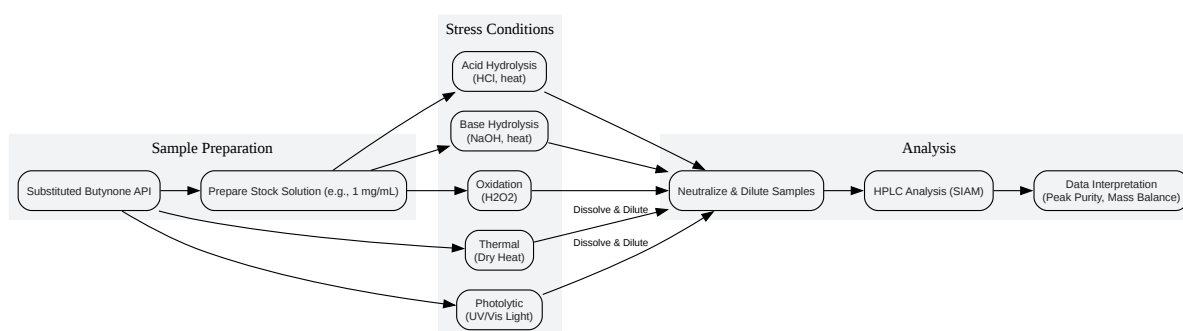 Stress Conditions
Acid Hydrolysis
(HCl, heat)
Base Hydrolysis
(NaOH, heat)
Sample Preparation
Analysis
Substituted Butynone API
Prepare Stock Solution (e.g., 1 mg/mL)
Oxidation
(H2O2)
Neutralize & Dilute Samples
HPLC Analysis (SIAM)
Data Interpretation
(Peak Purity, Mass Balance)
Dissolve & Dilute
Thermal
(Dry Heat)
Dissolve & Dilute
Photolytic
(UV/Vis Light)